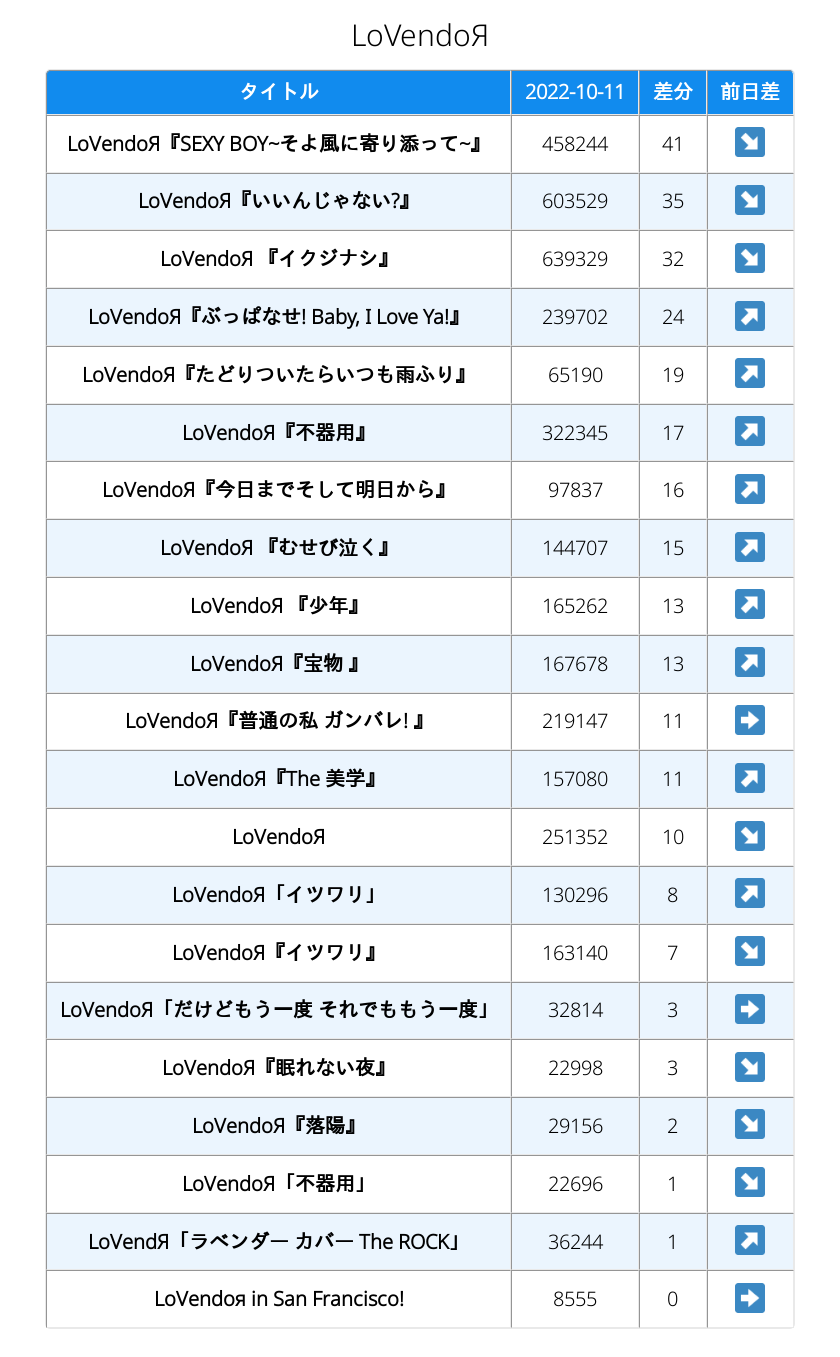 LoVendoЯ
タイトル 2022-10-11 差分 前日差
LoVendoЯ『SEXY BOY~そよ風に寄り添って~』 458244 41 ↘
LoVendoЯ『いいんじゃない?』 603529 35 ↘
LoVendoЯ 『イクジナシ』 639329 32 ↘
LoVendoЯ『ぶっぱなせ! Baby, I Love Ya!』 239702 24 ↗
LoVendoЯ『たどりついたらいつも雨ふり』 65190 19 ↗
LoVendoЯ『不器用』 322345 17 ↗
LoVendoЯ『今日までそして明日から』 97837 16 ↗
LoVendoЯ 『むせび泣く』 144707 15 ↗
LoVendoЯ 『少年』 165262 13 ↗
LoVendoЯ『宝物 』 167678 13 ↗
LoVendoЯ『普通の私 ガンバレ! 』 219147 11 ➡
LoVendoЯ『The 美学』 157080 11 ↗
LoVendoЯ 251352 10 ↘
LoVendoЯ「イツワリ」 130296 8 ↗
LoVendoЯ『イツワリ』 163140 7 ↘
LoVendoЯ「だけどもう一度 それでももう一度」 32814 3 ➡
LoVendoЯ『眠れない夜』 22998 3 ↘
LoVendoЯ『落陽』 29156 2 ↘
LoVendoЯ「不器用」 22696 1 ↘
LoVendЯ「ラベンダー カバー The ROCK」 36244 1 ↗
LoVendoя in San Francisco! 8555 0 ➡